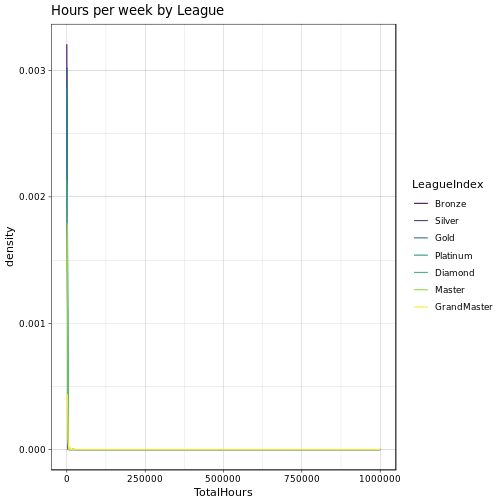 Hours per week by League
density
0.003
0.002
0.001
0.000
0
250000
500000
750000
1000000
TotalHours
LeagueIndex
Bronze
Silver
Gold
Platinum
Diamond
Master
GrandMaster